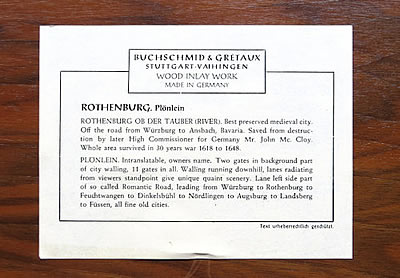 BUCHSCHMID & GRETAUX
STUTTGART-VAIHINGEN
WOOD INLAY WORK
MADE IN GERMANY
ROTHENBURG, Plönlein
ROTHENBURG OB DER TAUBER (RIVER). Best preserved medieval city.
Off the road from Würzburg to Ansbach, Bavaria. Saved from destruc-
tion by later High Commissioner for Germany Mr. John Mc. Cloy.
Whole area survived in 30 years war 1618 to 1648.
PLÖNLEIN. Intranslatable, owners name. Two gates in background part
of city walling, 11 gates in all. Walling running downhill, lanes radiating
from viewers standpoint give unique quaint scenery. Lane left side part
of so called Romantic Road, leading from Würzburg to Rothenburg to
Feuchtwangen to Dinkelsbühl to Nördlingen to Augsburg to Landsberg
to Füssen, all fine old cities.
Text urheberrechtlich geschützt.